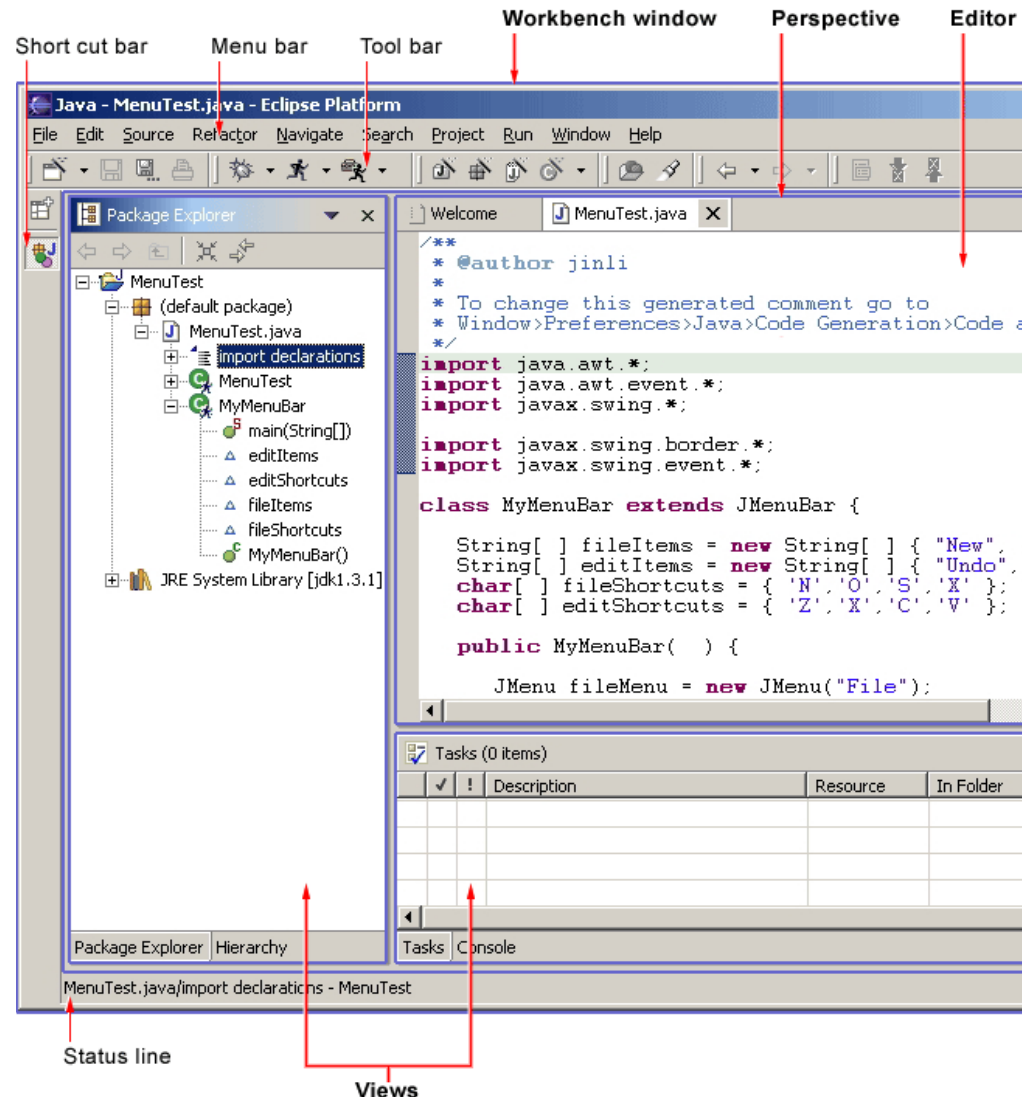 Workbench window Perspective Editor
Short cut bar Menu bar Tool bar
Java - MenuTest.java - Eclipse Platform
File Edit Source Refactor Navigate Search Project Run Window Help
Package Explorer
Welcome MenuTest.java
/**
* @author jinli
*
* To change this generated comment go to
* Window>Preferences>Java>Code Generation>Code a
*/
import java.awt.*;
import java.awt.event.*;
import javax.swing.*;
import javax.swing.border.*;
import javax.swing.event.*;
class MyMenuBar extends JMenuBar {
String[ ] fileItems = new String[ ] { "New",
String[ ] editItems = new String[ ] { "Undo",
char[ ] fileShortcuts = { 'N','O','S','X' };
char[ ] editShortcuts = { 'Z','X','C','V' };
public MyMenuBar( ) {
JMenu fileMenu = new JMenu("File");
MenuTest
(default package)
MenuTest.java
import declarations
MenuTest
MyMenuBar
main(String[])
editItems
editShortcuts
fileItems
fileShortcuts
MyMenuBar()
JRE System Library [jdk1.3.1]
Tasks (0 items)
! Description Resource In Folder
Package Explorer Hierarchy
Tasks Console
MenuTest.java/import declarations - MenuTest
Status line
Views